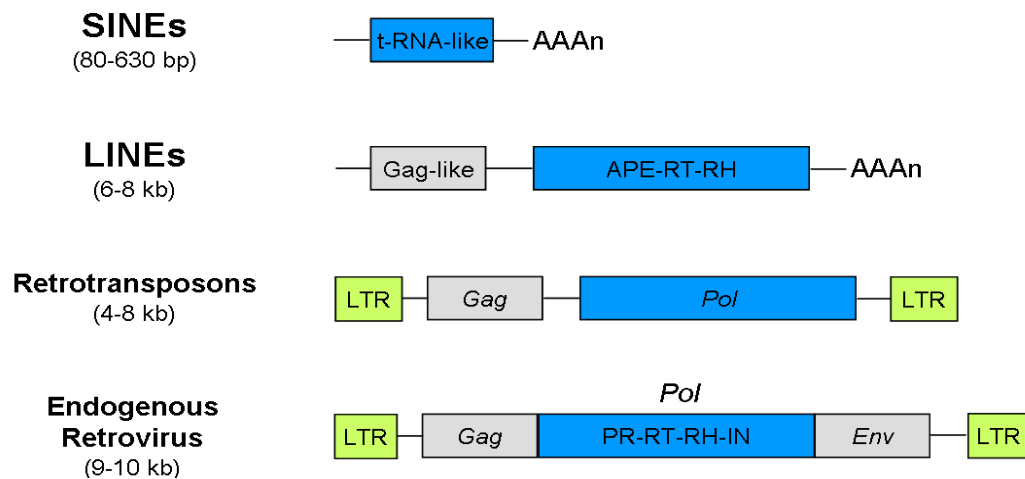 SINEs
(80-630 bp)
t-RNA-like
AAAn
LINEs
(6-8 kb)
Gag-like
APE-RT-RH
AAAn
Retrotransposons
(4-8 kb)
LTR
Gag
Pol
LTR
Endogenous
Retrovirus
(9-10 kb)
Pol
LTR
Gag
PR-RT-RH-IN
Env
LTR